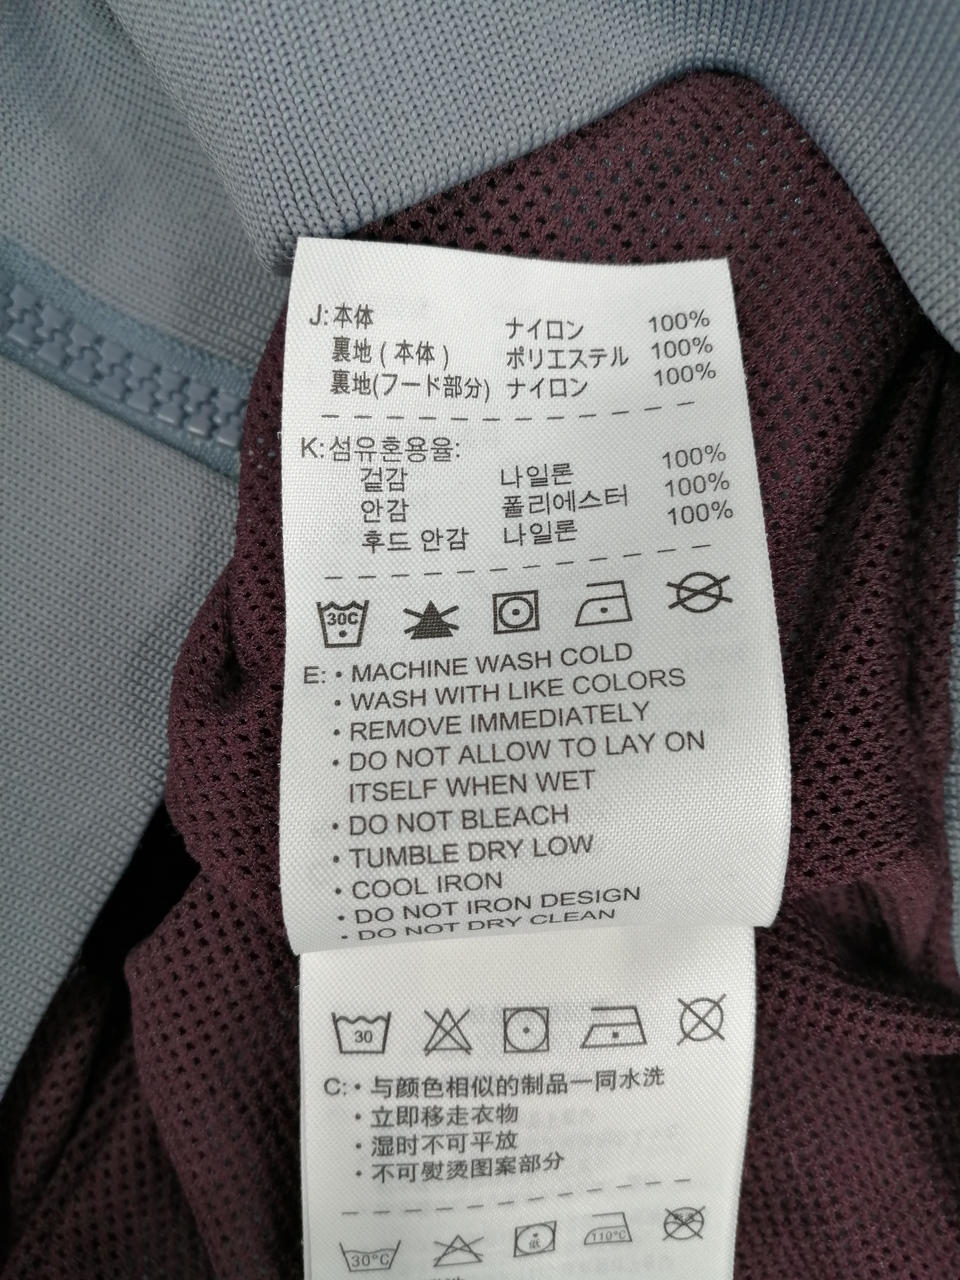 J: 本体 ナイロン 100%
裏地 ( 本体 ) ポリエステル 100%
裏地(フード部分) ナイロン 100%
K: 섬유혼용율:
겉감 나일론 100%
안감 폴리에스터 100%
후드 안감 나일론 100%
30C
E: • MACHINE WASH COLD
• WASH WITH LIKE COLORS
• REMOVE IMMEDIATELY
• DO NOT ALLOW TO LAY ON
ITSELF WHEN WET
• DO NOT BLEACH
• TUMBLE DRY LOW
• COOL IRON
• DO NOT IRON DESIGN
• DO NOT DRY CLEAN
30
C: • 与颜色相似的制品一同水洗
• 立即移走衣物
• 湿时不可平放
• 不可熨烫图案部分
30°C 低 110°C